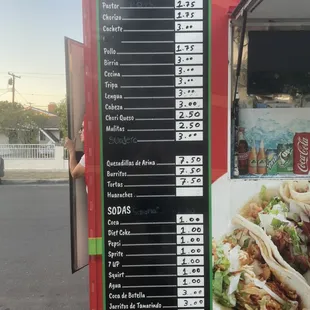 Pastor 1.75
Chorizo 1.75
Cachete 3.00
Pollo 1.75
Birria 3.00
Cecina 3.00
Tripa 3.00
Lengua 3.00
Cabeza 3.00
Chori Queso 2.50
Mulitas 2.50
Quesadillas de Arina 7.50
Burritos 7.50
Tortas 7.50
Huaraches
SODAS
Coca 1.00
Diet Coke 1.00
Pepsi 1.00
Sprite 1.00
7 UP 1.00
Squirt 1.00
Agua 1.00
Coca de Botella 3.00
Jarritos de Tamarindo 3.00
Coca-Cola